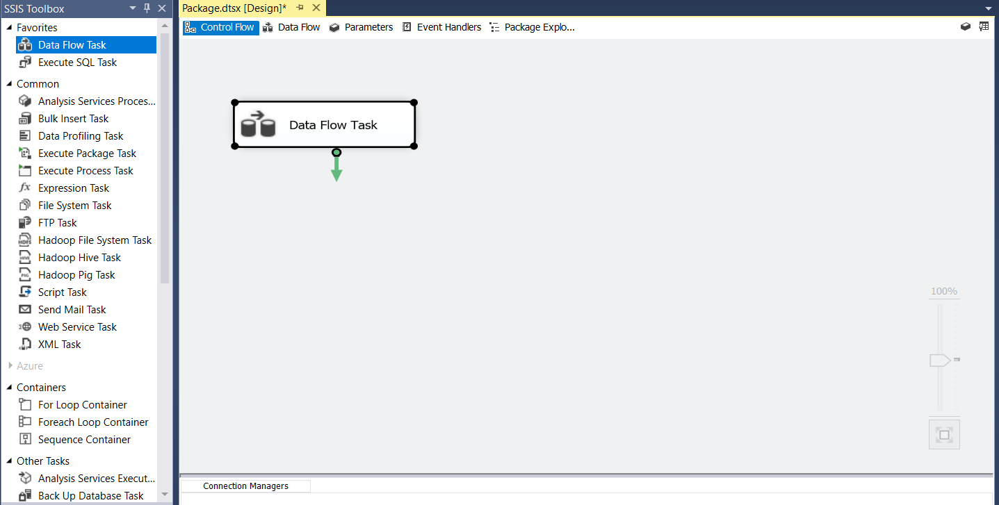 SSIS Toolbox
Favorites
Data Flow Task
Execute SQL Task
Common
Analysis Services Proces...
Bulk Insert Task
Data Profiling Task
Execute Package Task
Execute Process Task
Expression Task
File System Task
FTP Task
Hadoop File System Task
Hadoop Hive Task
Hadoop Pig Task
Script Task
Send Mail Task
Web Service Task
XML Task
Azure
Containers
For Loop Container
Foreach Loop Container
Sequence Container
Other Tasks
Analysis Services Execut...
Back Up Database Task
Package.dtsx [Design]*
Control Flow Data Flow Parameters Event Handlers Package Explo...
Data Flow Task
100%
Connection Managers